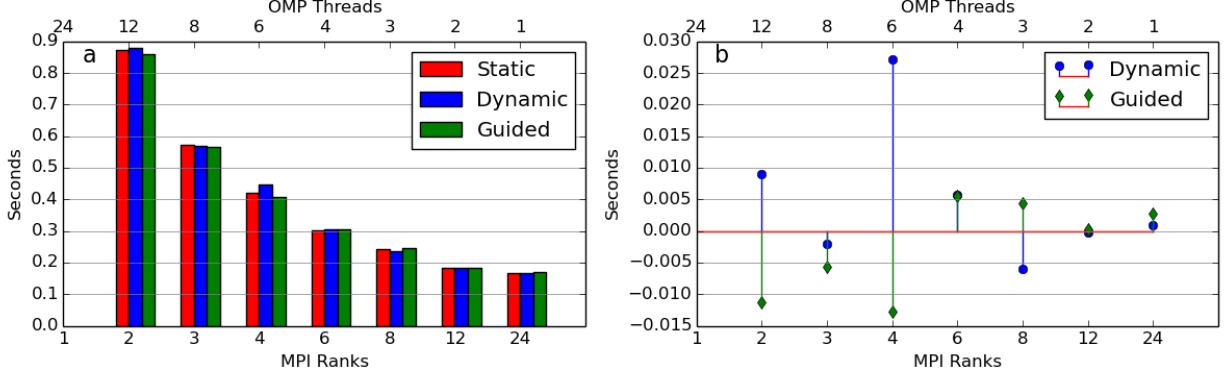 OMP Threads
24 12 8 6 4 3 2 1
a
Static
Dynamic
Guided
0.9
0.8
0.7
0.6
0.5
0.4
0.3
0.2
0.1
0.0
Seconds
1 2 3 4 6 8 12 24
MPI Ranks
OMP Threads
24 12 8 6 4 3 2 1
b
Dynamic
Guided
0.030
0.025
0.020
0.015
0.010
0.005
0.000
−0.005
−0.010
−0.015
Seconds
1 2 3 4 6 8 12 24
MPI Ranks